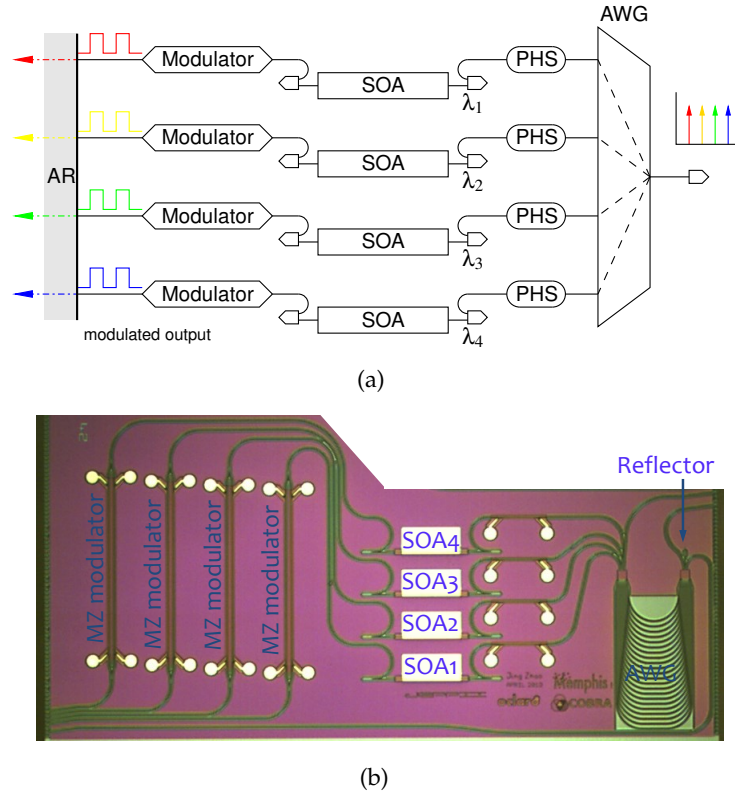 AWG
Modulator
SOA
λ1
PHS
Modulator
SOA
λ2
PHS
AR
Modulator
SOA
λ3
PHS
Modulator
SOA
λ4
PHS
modulated output
(a)
Reflector
MZ modulator
MZ modulator
MZ modulator
MZ modulator
SOA4
SOA3
SOA2
SOA1
AWG
Memphis
COBRA
(b)